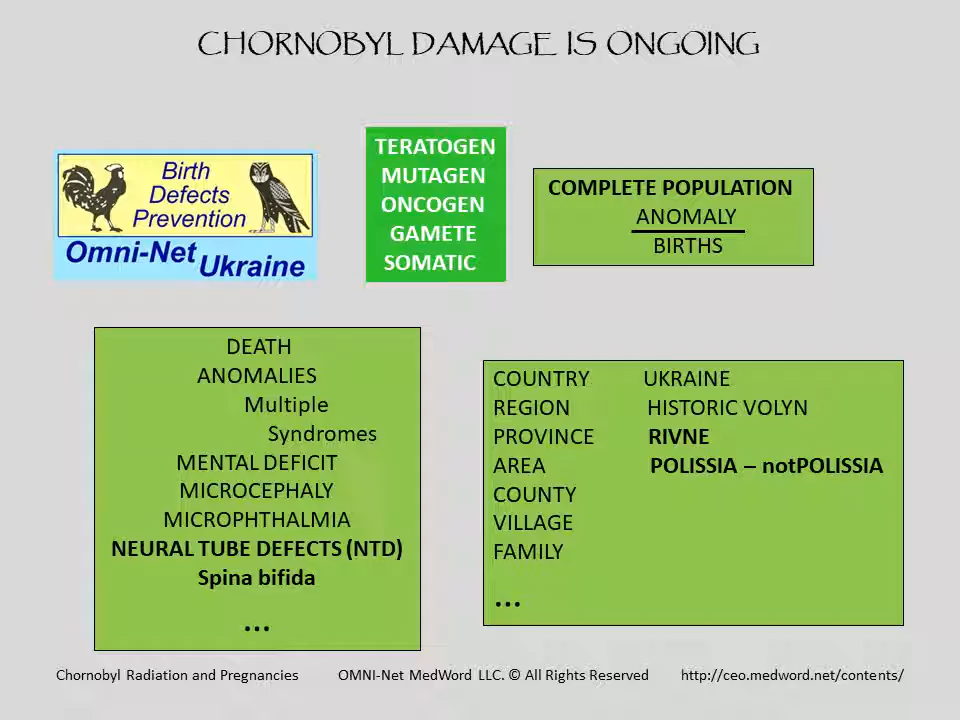 CHORNOBYL DAMAGE IS ONGOING
Birth
Defects
Prevention
Omni-Net Ukraine
TERATOGEN
MUTAGEN
ONCOGEN
GAMETE
SOMATIC
COMPLETE POPULATION
ANOMALY
BIRTHS
DEATH
ANOMALIES
Multiple
Syndromes
MENTAL DEFICIT
MICROCEPHALY
MICROPHTHALMIA
NEURAL TUBE DEFECTS (NTD)
Spina bifida
...
COUNTRY UKRAINE
REGION HISTORIC VOLYN
PROVINCE RIVNE
AREA POLISSIA – notPOLISSIA
COUNTY
VILLAGE
FAMILY
...
Chornobyl Radiation and Pregnancies OMNI-Net MedWord LLC. © All Rights Reserved http://ceo.medword.net/contents/